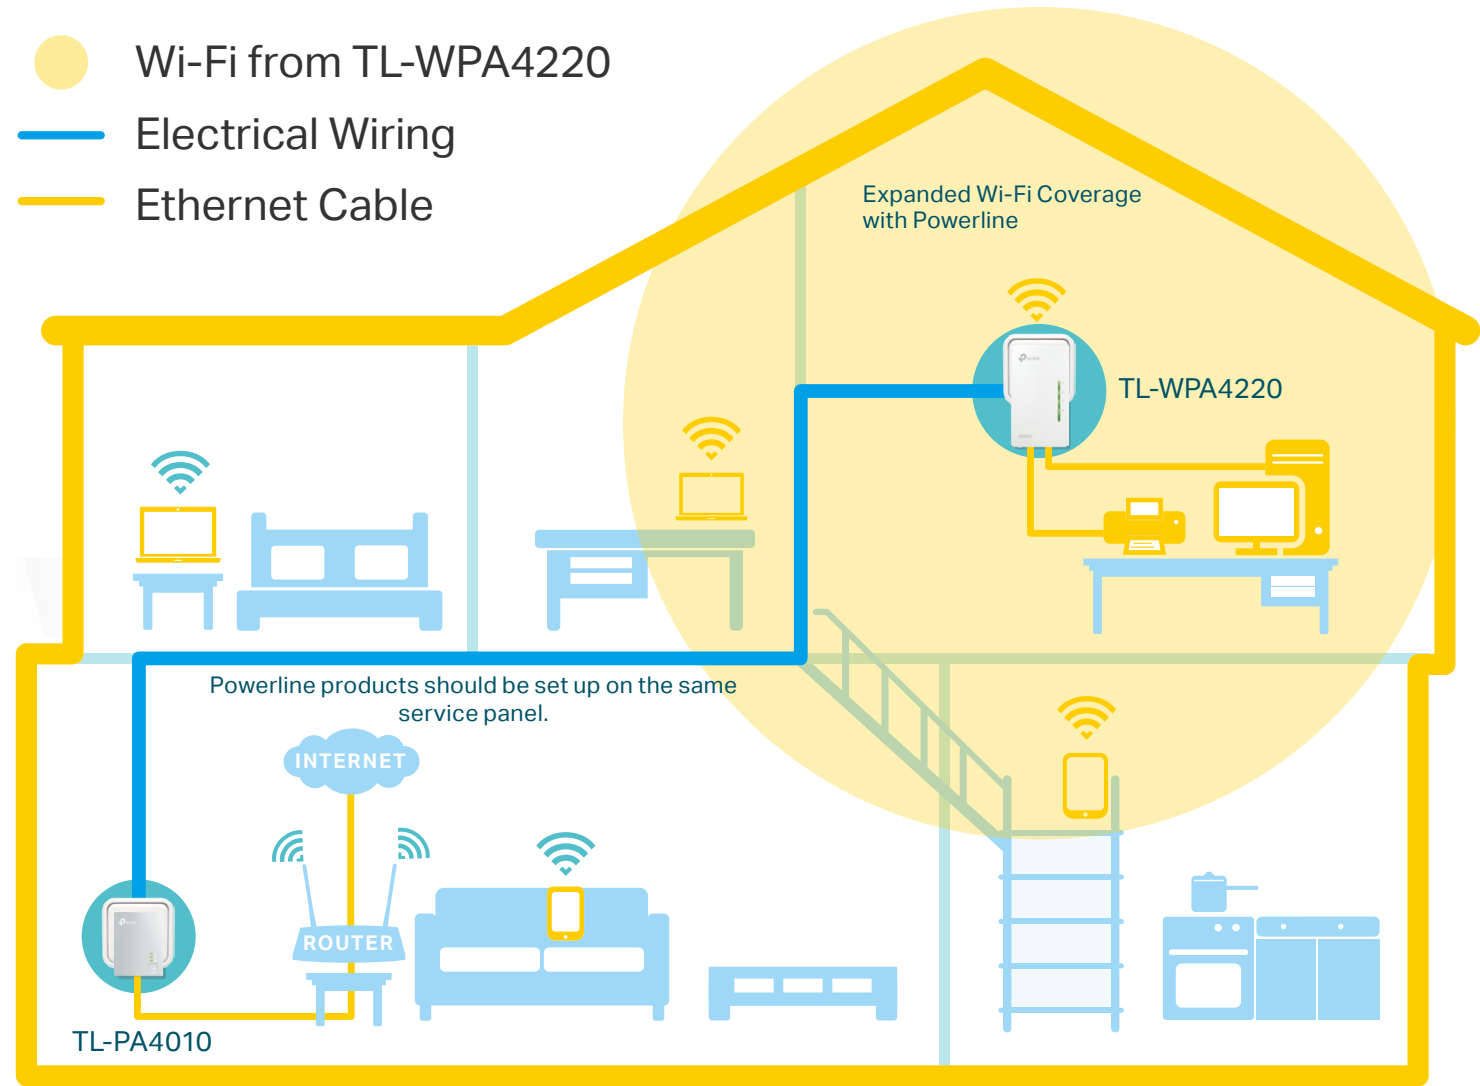 Wi-Fi from TL-WPA4220
Electrical Wiring
Ethernet Cable
Expanded Wi-Fi Coverage
with Powerline
TL-WPA4220
Powerline products should be set up on the same
service panel.
INTERNET
ROUTER
TL-PA4010